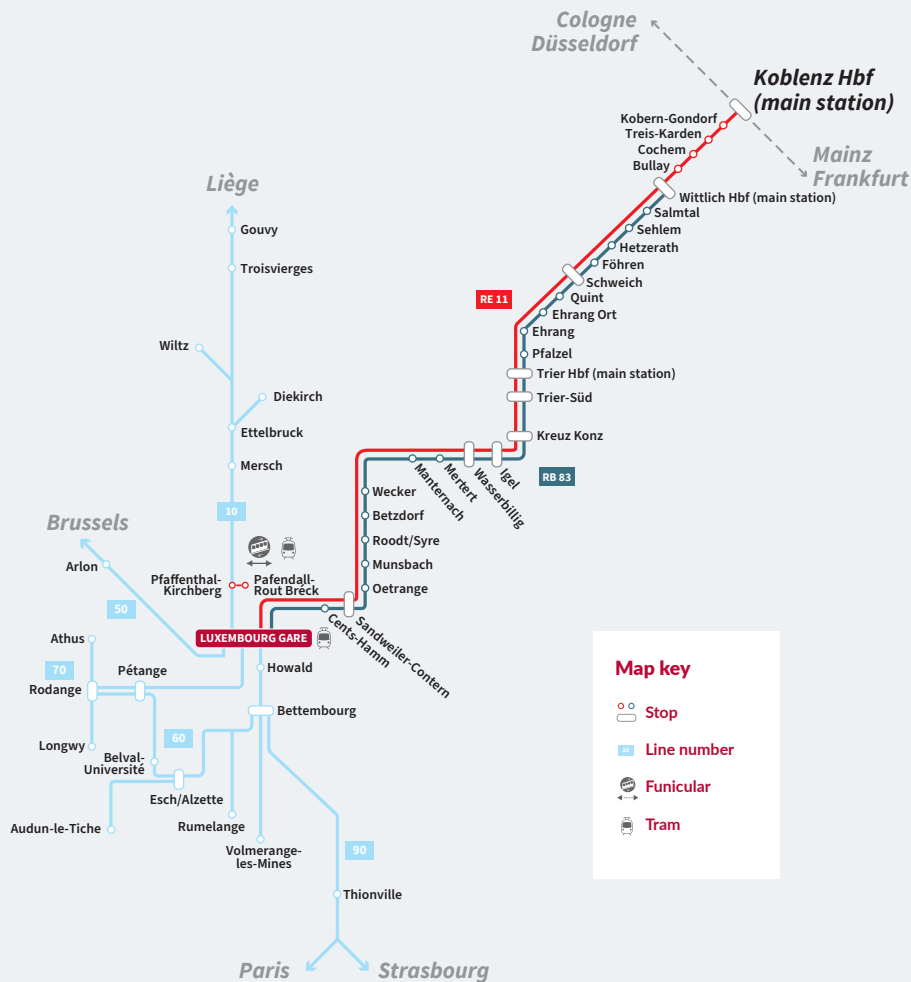 Cologne
Düsseldorf
Koblenz Hbf
(main station)
Kobern-Gondorf
Treis-Karden
Cochem
Bullay
Mainz
Frankfurt
Wittlich Hbf (main station)
Salmtal
Sehlem
Hetzerath
Föhren
Schweich
Quint
Ehrang Ort
Ehrang
Pfalzel
Trier Hbf (main station)
Trier-Süd
Kreuz Konz
RE 11
RB 83
Igel
Wasserbillig
Mertert
Manternach
Wecker
Betzdorf
Roodt/Syre
Munsbach
Oetrange
Sandweiler-Contern
Cents-Hamm
Liège
Gouvy
Troisvierges
Wiltz
Diekirch
Ettelbruck
Mersch
10
Brussels
Arlon
50
Pfaffenthal-
Kirchberg
Pafendall-
Rout Bréck
LUXEMBOURG GARE
Athus
70
Pétange
Rodange
Longwy
60
Belval-
Université
Esch/Alzette
Audun-le-Tiche
Howald
Bettembourg
Rumelange
Volmerange-
les-Mines
90
Thionville
Paris
Strasbourg
Map key
Stop
10
Line number
Funicular
Tram